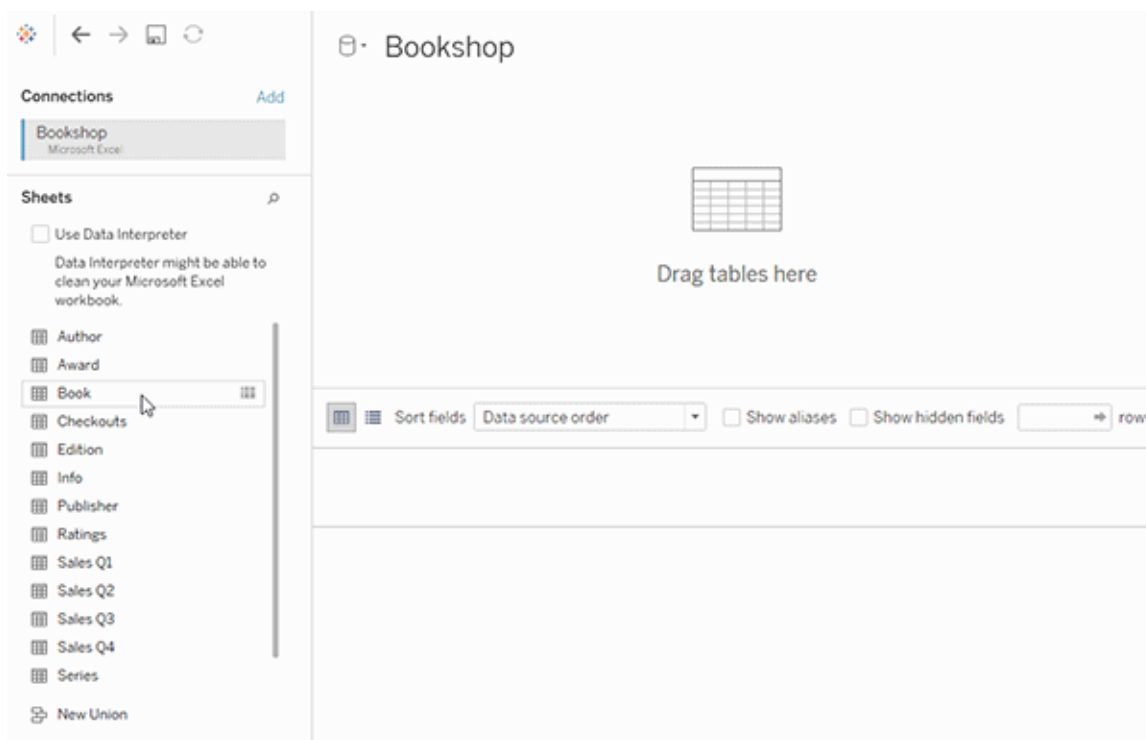 Bookshop
Connections
Add
Bookshop
Microsoft Excel
Sheets
Use Data Interpreter
Data Interpreter might be able to
clean your Microsoft Excel
workbook.
Author
Award
Book
Checkouts
Edition
Info
Publisher
Ratings
Sales Q1
Sales Q2
Sales Q3
Sales Q4
Series
New Union
Drag tables here
Sort fields Data source order Show aliases Show hidden fields row